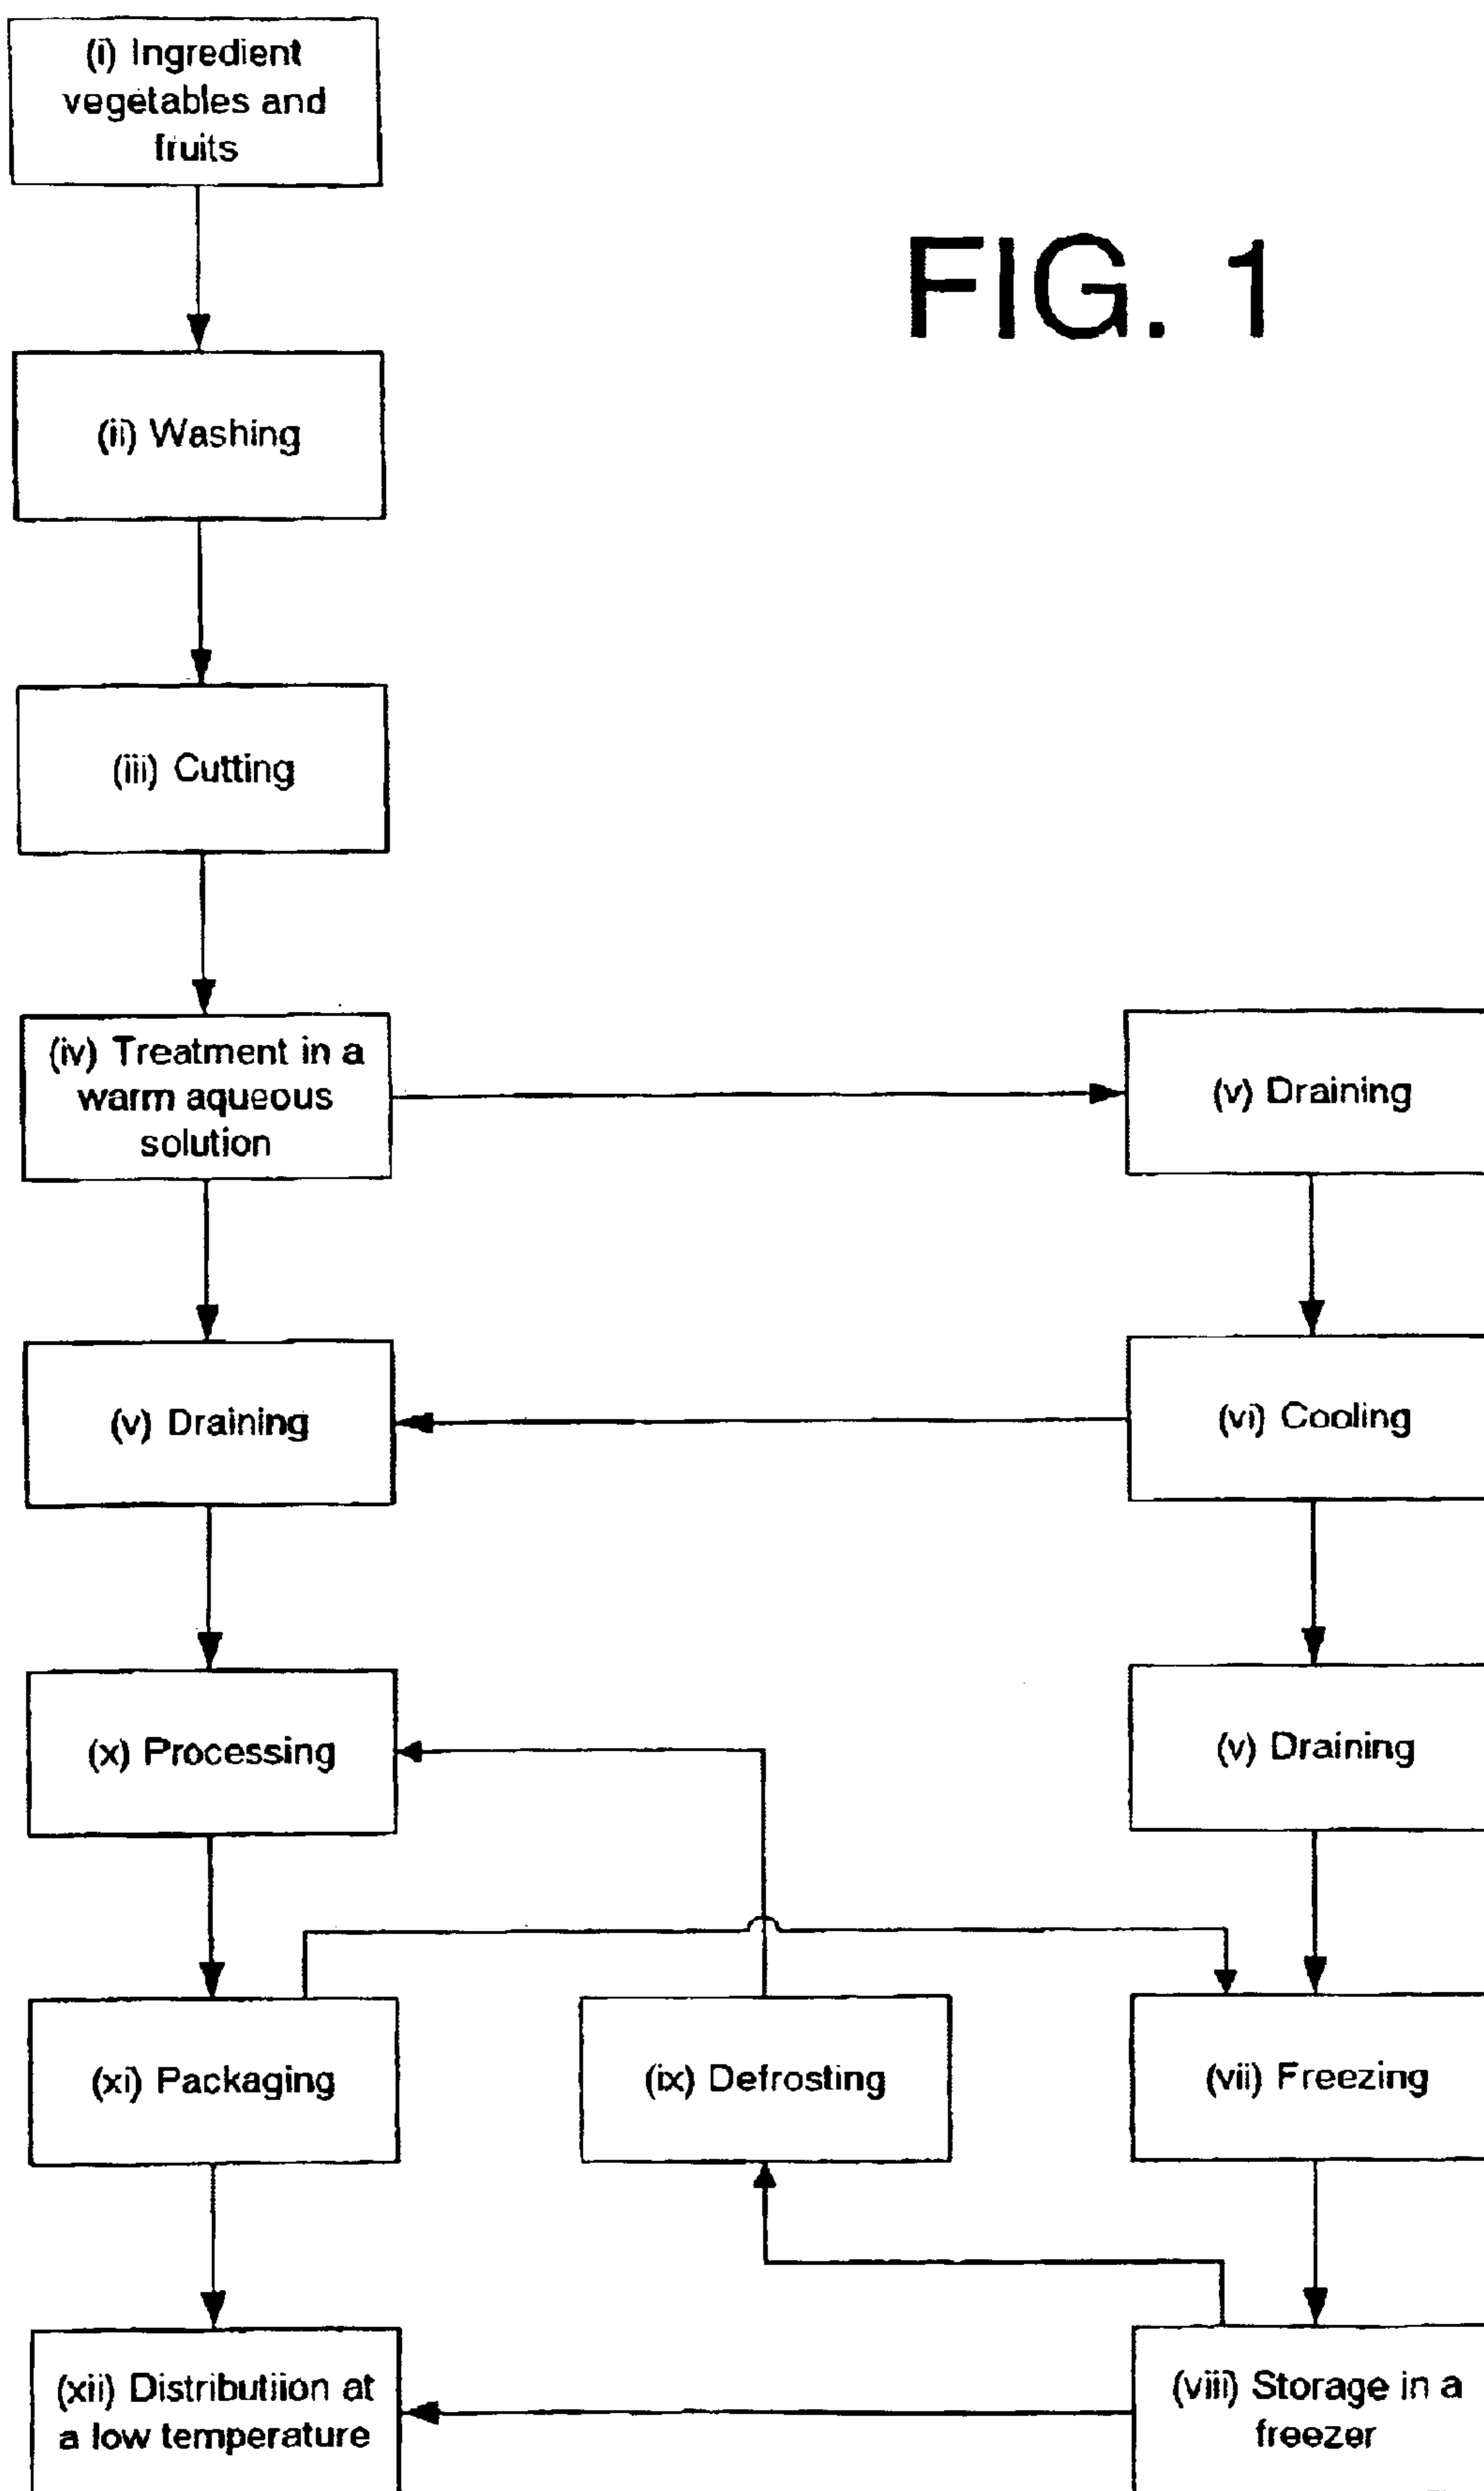 (i) Ingredient
vegetables and
fruits
FIG. 1
(ii) Washing
(iii) Cutting
(iv) Treatment in a
warm aqueous
solution
(v) Draining
(v) Draining
(vi) Cooling
(x) Processing
(v) Draining
(xi) Packaging
(ix) Defrosting
(vii) Freezing
(xii) Distributiion at
a low temperature
(viii) Storage in a
freezer